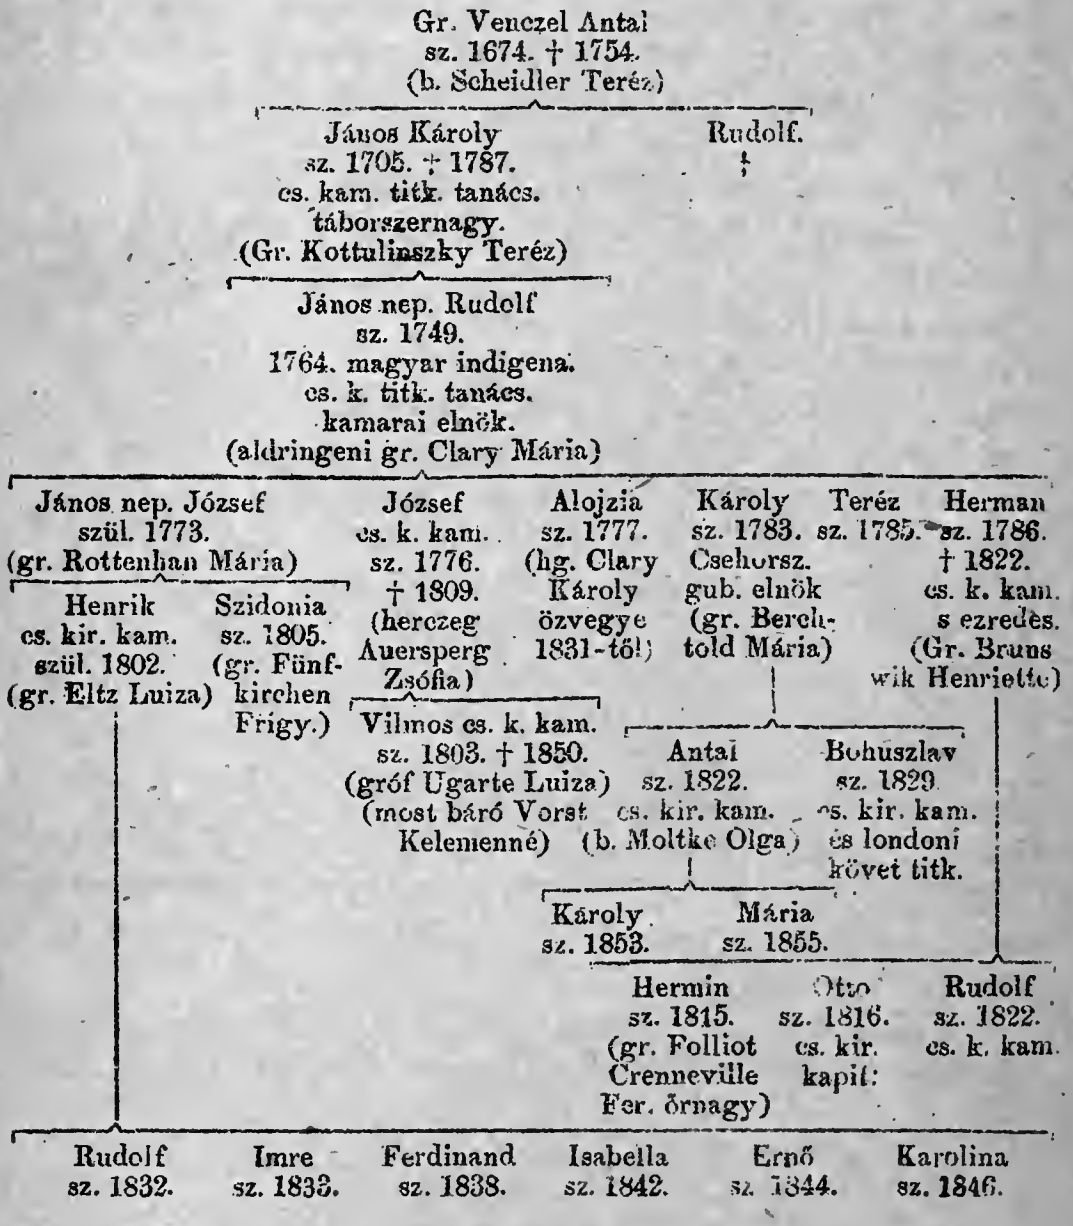 Gr. Venczel Antal
sz. 1674. † 1754.
(b. Scheidler Teréz)
János Károly
sz. 1705. † 1787.
cs. kam. titk. tanács.
táborszernagy.
(Gr. Kottulinszky Teréz)
Rudolf.
†
János nep. Rudolf
sz. 1749.
1764. magyar indigena.
cs. k. titk. tanács.
kamarai elnök.
(aldringeni gr. Clary Mária)
János nep. József
szül. 1773.
(gr. Rottenhan Mária)
József
cs. k. kam.
sz. 1776.
† 1809.
(herczeg
Auersperg
Zsófia)
Alojzia
sz. 1777.
(hg. Clary
Károly
özvegye
1831-től)
Károly
sz. 1783.
Csehorsz.
gub. elnök
(gr. Berch-
told Mária)
Teréz
sz. 1785.
Herman
sz. 1786.
† 1822.
cs. k. kam.
s ezredes.
(Gr. Bruns
wik Henriette)
Henrik
cs. kir. kam.
szül. 1802.
(gr. Eltz Luiza)
Szidonia
sz. 1805.
(gr. Fünf-
kirchen
Frigy.)
Vilmos cs. k. kam.
sz. 1803. † 1850.
(gróf Ugarte Luiza)
(most báró Vorst
Kelemenné)
Antal
sz. 1822.
cs. kir. kam.
(b. Moltke Olga)
Bohuszlav
sz. 1829.
cs. kir. kam.
és londoni
követ titk.
Károly
sz. 1853.
Mária
sz. 1855.
Hermin
sz. 1815.
(gr. Folliot
Crenneville
Fer. őrnagy)
Otto
sz. 1816.
cs. kir.
kapit.
Rudolf
sz. 1822.
cs. k. kam.
Rudolf
sz. 1832.
Imre
sz. 1833.
Ferdinand
sz. 1838.
Isabella
sz. 1842.
Ernő
sz. 1844.
Karolina
sz. 1846.